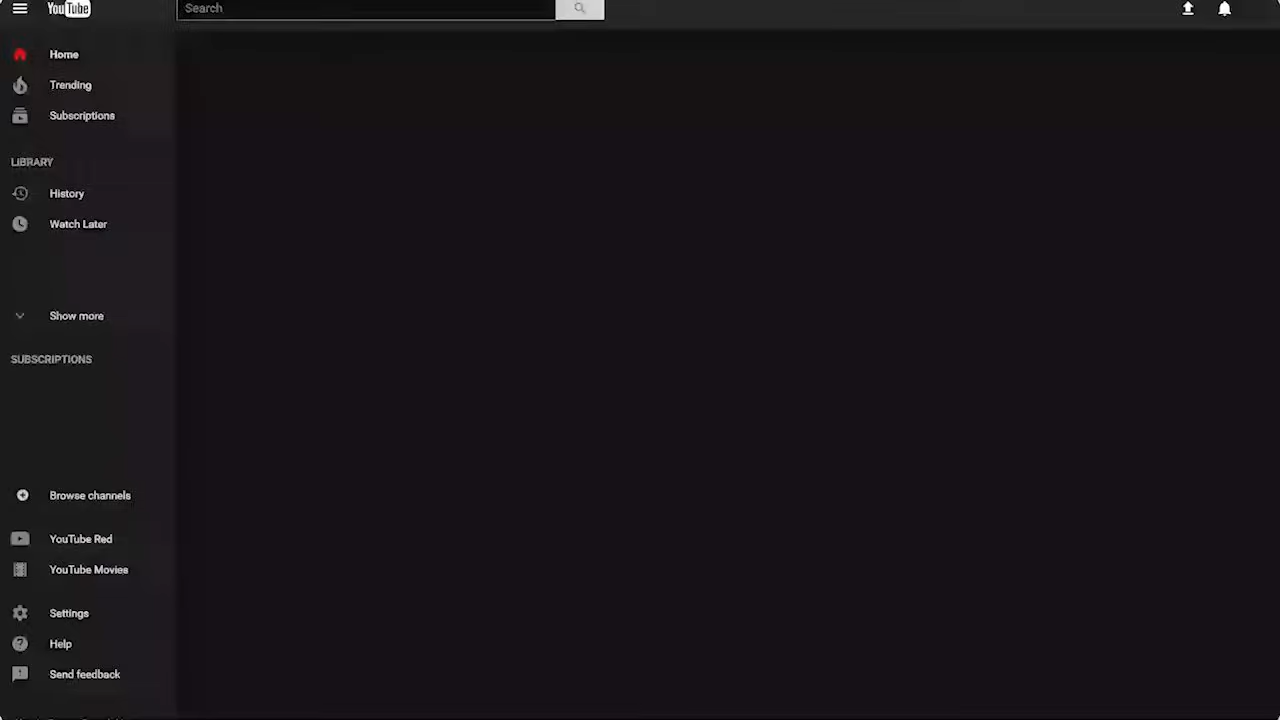 YouTube
Search
Home
Trending
Subscriptions
LIBRARY
History
Watch Later
Show more
SUBSCRIPTIONS
Browse channels
YouTube Red
YouTube Movies
Settings
Help
Send feedback